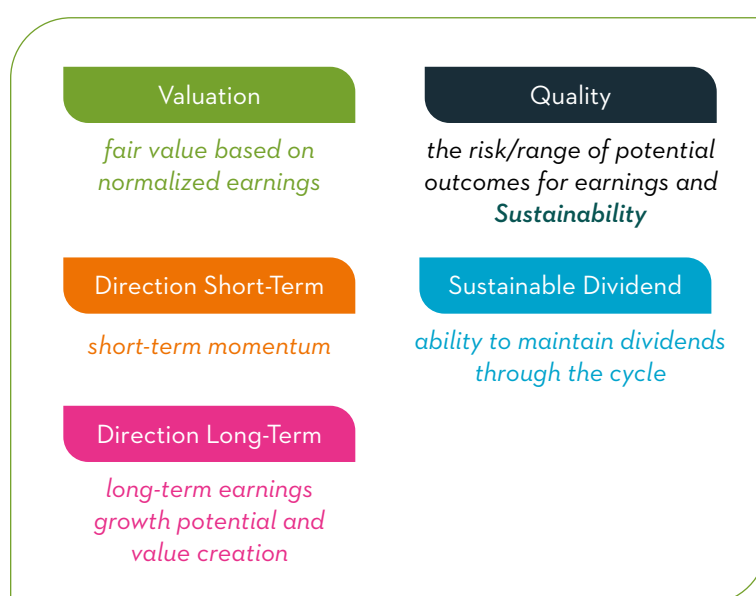 Valuation
fair value based on
normalized earnings
Quality
the risk/range of potential
outcomes for earnings and
Sustainability
Direction Short-Term
short-term momentum
Sustainable Dividend
ability to maintain dividends
through the cycle
Direction Long-Term
long-term earnings
growth potential and
value creation